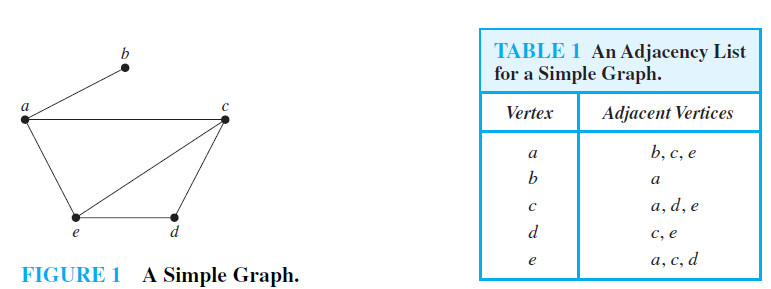 b
a
c
e
d
FIGURE 1 A Simple Graph.
TABLE 1 An Adjacency List
for a Simple Graph.
Vertex Adjacent Vertices
a b, c, e
b a
c a, d, e
d c, e
e a, c, d